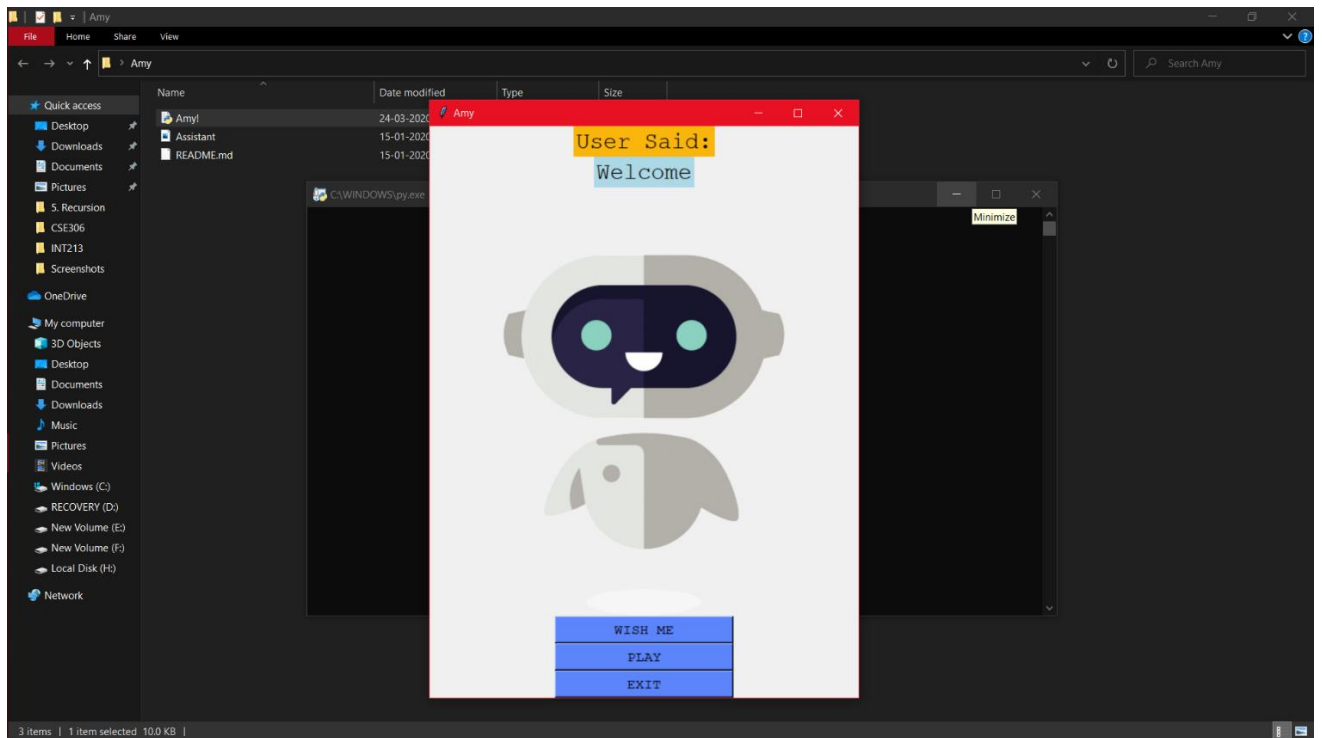 Amy
File Home Share View
Amy
Search Amy
Name Date modified Type Size
Quick access
Desktop
Downloads
Documents
Pictures
5. Recursion
CSE306
INT213
Screenshots
OneDrive
My computer
3D Objects
Desktop
Documents
Downloads
Music
Pictures
Videos
Windows (C:)
RECOVERY (D:)
New Volume (E:)
New Volume (F:)
Local Disk (H:)
Network
Amy! 24-03-2020
Assistant 15-01-2020
README.md 15-01-2020
C:\WINDOWS\py.exe
Minimize
Amy
User Said:
Welcome
WISH ME
PLAY
EXIT
3 items | 1 item selected 10.0 KB |